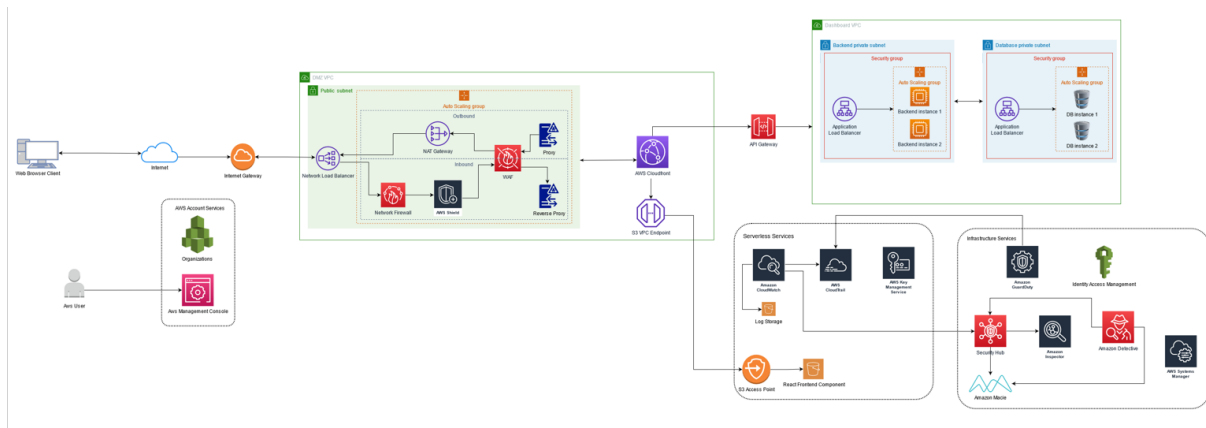 Dashboard VPC
Backend private subnet
Database private subnet
Security group
Security group
Auto Scaling group
Auto Scaling group
Backend instance 1
DB instance 1
Application
Load Balancer
Application
Load Balancer
Backend instance 2
DB instance 2
Public subnet
Auto Scaling group
Outbound
NAT Gateway
Proxy
Inbound
WAF
Network Firewall
AWS Shield
Reverse Proxy
Web Browser Client
Internet
Internet Gateway
Network Load Balancer
AWS Cloudfront
API Gateway
S3 VPC Endpoint
AWS Account Services
Organizations
Aws User
Aws Management Console
Serverless Services
Amazon
CloudWatch
AWS
CloudTrail
AWS Key
Management
Service
Log Storage
S3 Access Point
React Frontend Component
Infrastructure Services
Amazon
GuardDuty
Identity Access Management
Security Hub
Amazon
Inspector
Amazon Detective
AWS Systems
Manager
Amazon Macie